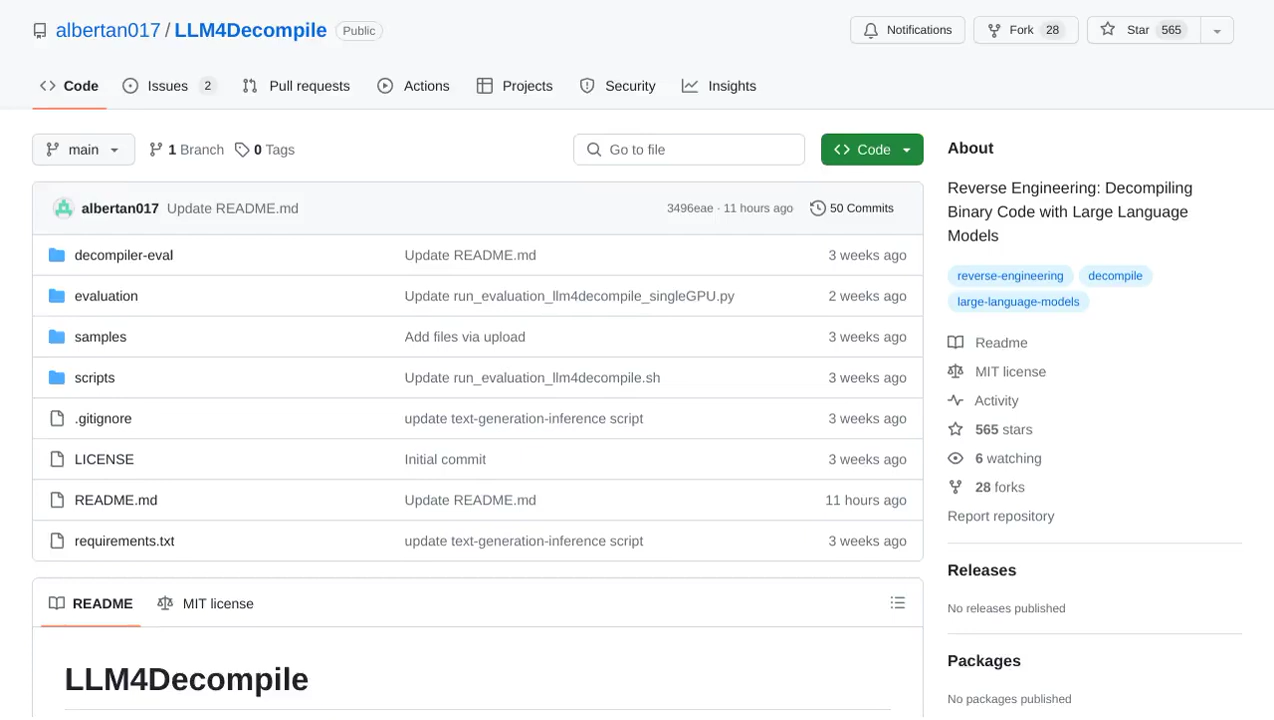 albertan017 / LLM4Decompile Public
Notifications Fork 28 Star 565
Code Issues 2 Pull requests Actions Projects Security Insights
main 1 Branch 0 Tags Go to file Code
albertan017 Update README.md 3496eae · 11 hours ago 50 Commits
decompiler-eval Update README.md 3 weeks ago
evaluation Update run_evaluation_llm4decompile_singleGPU.py 2 weeks ago
samples Add files via upload 3 weeks ago
scripts Update run_evaluation_llm4decompile.sh 3 weeks ago
.gitignore update text-generation-inference script 3 weeks ago
LICENSE Initial commit 3 weeks ago
README.md Update README.md 11 hours ago
requirements.txt update text-generation-inference script 3 weeks ago
README MIT license
LLM4Decompile
About
Reverse Engineering: Decompiling
Binary Code with Large Language
Models
reverse-engineering decompile
large-language-models
Readme
MIT license
Activity
565 stars
6 watching
28 forks
Report repository
Releases
No releases published
Packages
No packages published